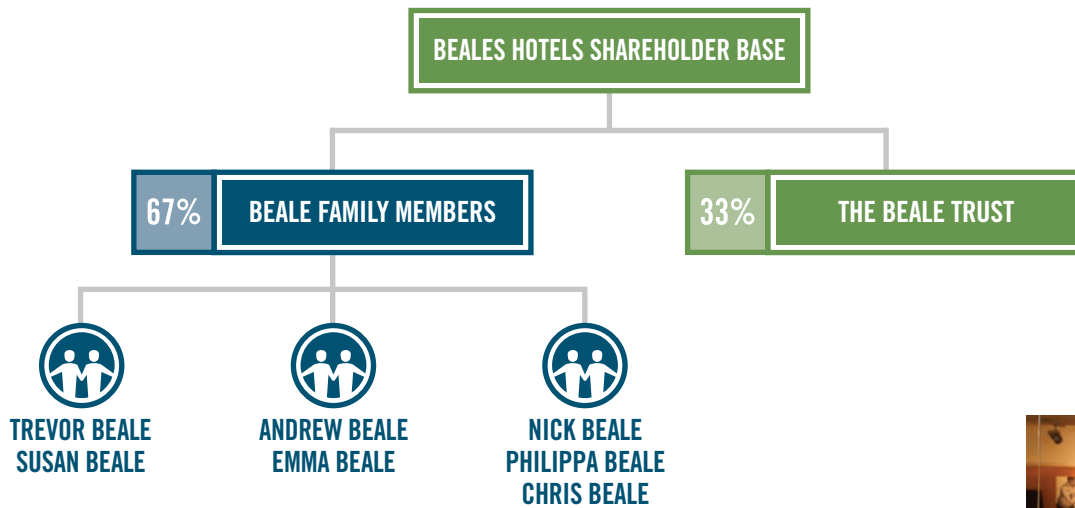 BEALES HOTELS SHAREHOLDER BASE
67%
BEALE FAMILY MEMBERS
33%
THE BEALE TRUST
TREVOR BEALE
SUSAN BEALE
ANDREW BEALE
EMMA BEALE
NICK BEALE
PHILIPPA BEALE
CHRIS BEALE